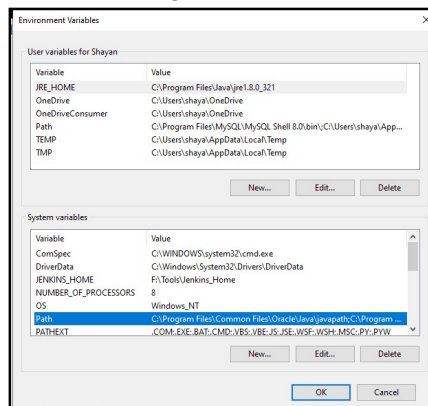 Environment Variables
User variables for Shayan
Variable Value
JRE_HOME C:\Program Files\Java\jre1.8.0_321
OneDrive C:\Users\shaya\OneDrive
OneDriveConsumer C:\Users\shaya\OneDrive
Path C:\Program Files\MySQL\MySQL Shell 8.0\bin\;C:\Users\shaya\App...
TEMP C:\Users\shaya\AppData\Local\Temp
TMP C:\Users\shaya\AppData\Local\Temp
New... Edit... Delete
System variables
Variable Value
ComSpec C:\WINDOWS\system32\cmd.exe
DriverData C:\Windows\System32\Drivers\DriverData
JENKINS_HOME F:\Tools\Jenkins_Home
NUMBER_OF_PROCESSORS 8
OS Windows_NT
Path C:\Program Files\Common Files\Oracle\Java\javapath;C:\Program ...
PATHEXT .COM;.EXE;.BAT;.CMD;.VBS;.VBE;.JS;.JSE;.WSF;.WSH;.MSC;.PY;.PYW
New... Edit... Delete
OK Cancel